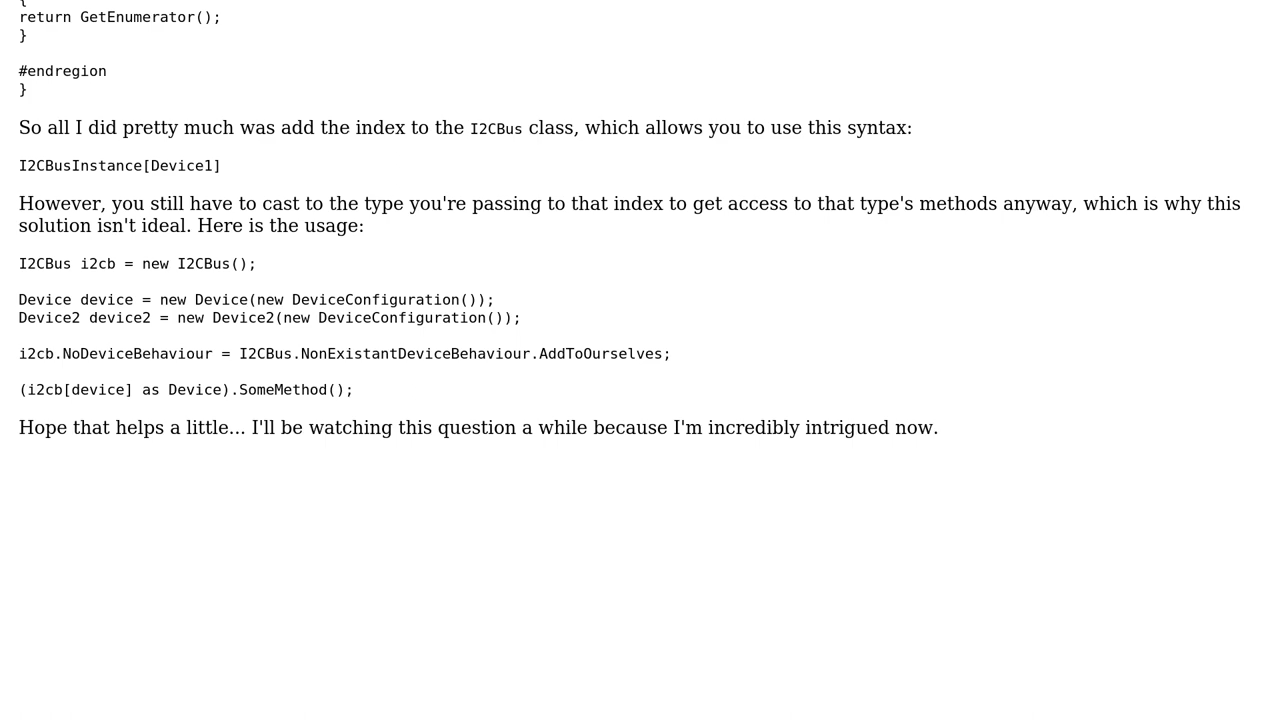 {
return GetEnumerator();
}
#endregion
}
So all I did pretty much was add the index to the I2CBus class, which allows you to use this syntax:
I2CBusInstance[Device1]
However, you still have to cast to the type you're passing to that index to get access to that type's methods anyway, which is why this
solution isn't ideal. Here is the usage:
I2CBus i2cb = new I2CBus();
Device device = new Device(new DeviceConfiguration());
Device2 device2 = new Device2(new DeviceConfiguration());
i2cb.NoDeviceBehaviour = I2CBus.NonExistantDeviceBehaviour.AddToOurselves;
(i2cb[device] as Device).SomeMethod();
Hope that helps a little... I'll be watching this question a while because I'm incredibly intrigued now.